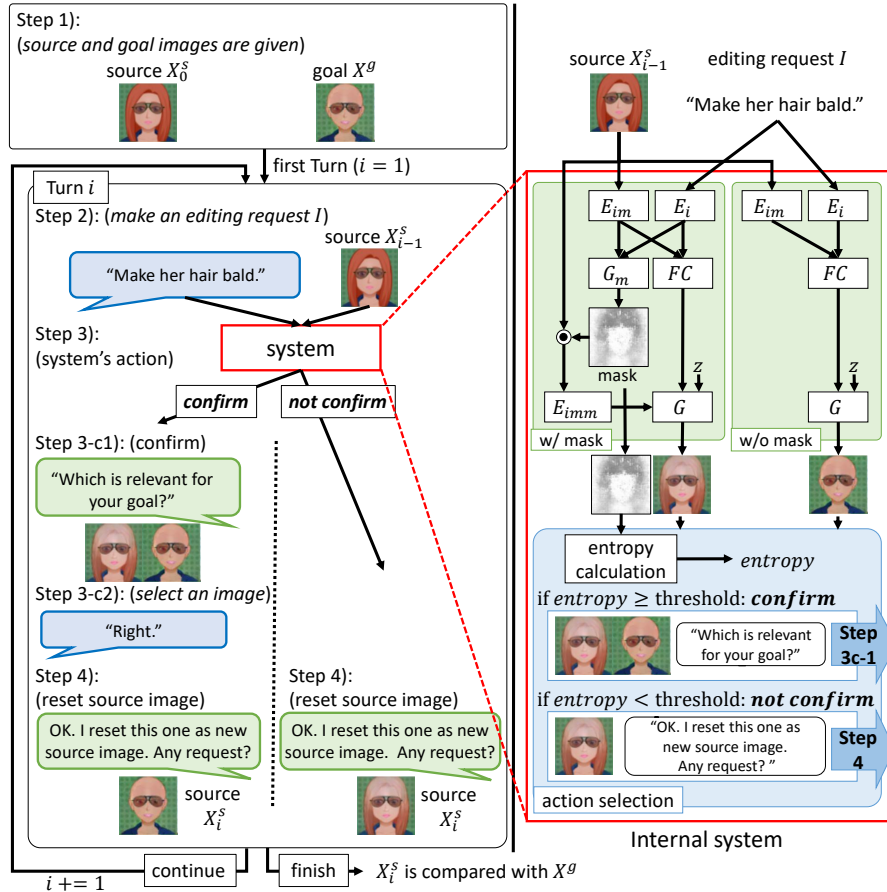 Step 1):
(source and goal images are given)
source X_0^s
goal X^g
first Turn (i = 1)
Turn i
Step 2): (make an editing request I)
source X_{i-1}^s
“Make her hair bald.”
Step 3):
(system’s action)
system
confirm
not confirm
Step 3-c1): (confirm)
“Which is relevant for
your goal?”
Step 3-c2): (select an image)
“Right.”
Step 4):
(reset source image)
OK. I reset this one as new
source image. Any request?
source
X_i^s
Step 4):
(reset source image)
OK. I reset this one as new
source image.  Any request?
source
X_i^s
continue
finish
i += 1
X_i^s is compared with X^g
source X_{i-1}^s
editing request I
“Make her hair bald.”
E_{im}
E_i
E_{im}
E_i
G_m
FC
FC
mask
z
z
E_{imm}
G
G
w/ mask
w/o mask
entropy
calculation
entropy
if entropy ≥ threshold: confirm
“Which is relevant
for your goal?”
Step
3c-1
if entropy < threshold: not confirm
“OK. I reset this one as
new source image.
Any request? ”
Step
4
action selection
Internal system